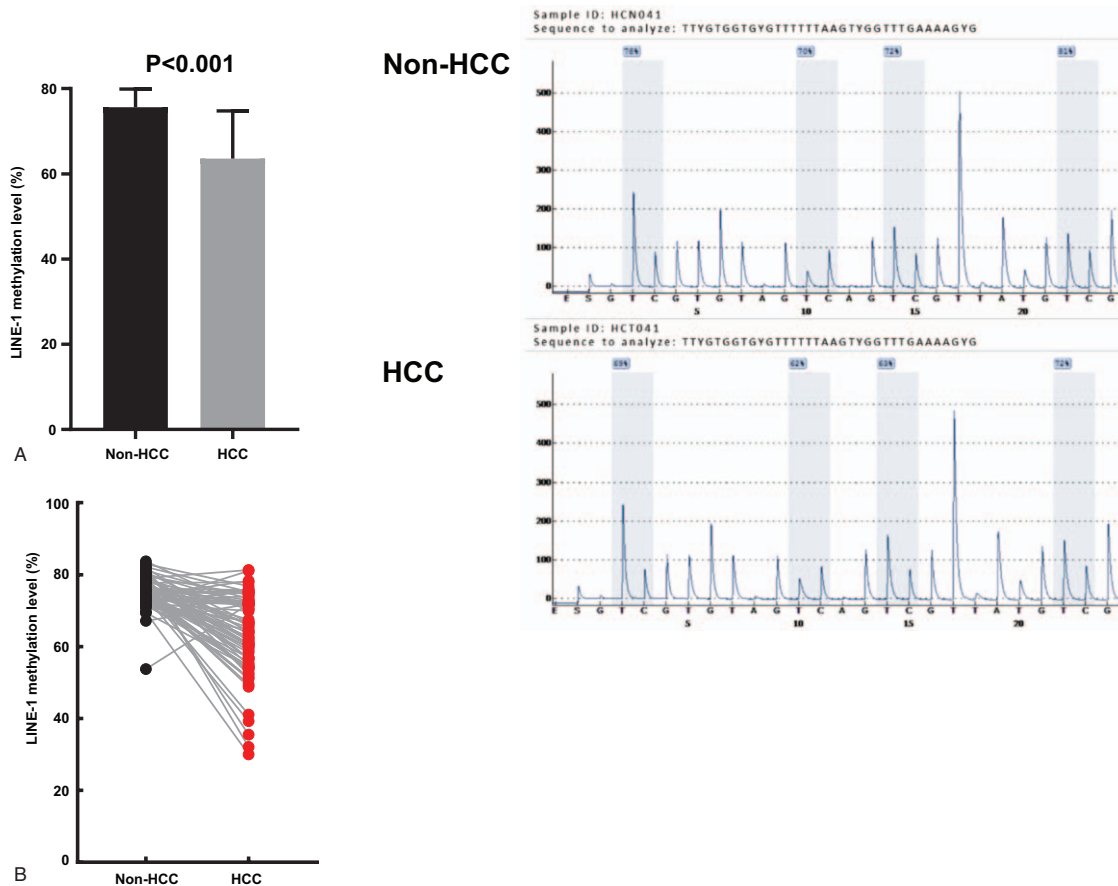 A
P<0.001
LINE-1 methylation level (%)
80
60
40
20
0
Non-HCC
HCC
Non-HCC
Sample ID: HCN041
Sequence to analyze: TTYGTGGTGYGTTTTTTAAGTYGGTTTGAAAAGYG
78%
70%
72%
81%
500
400
300
200
100
0
E S G T C G T G T A G T C A G T C G T T A T G T C G
5
10
15
20
HCC
Sample ID: HCT041
Sequence to analyze: TTYGTGGTGYGTTTTTTAAGTYGGTTTGAAAAGYG
62%
63%
500
400
300
200
100
0
E S G T C G T G T A G T C A G T C G T T A T G T C G
5
10
15
20
B
LINE-1 methylation level (%)
100
80
60
40
20
0
Non-HCC
HCC